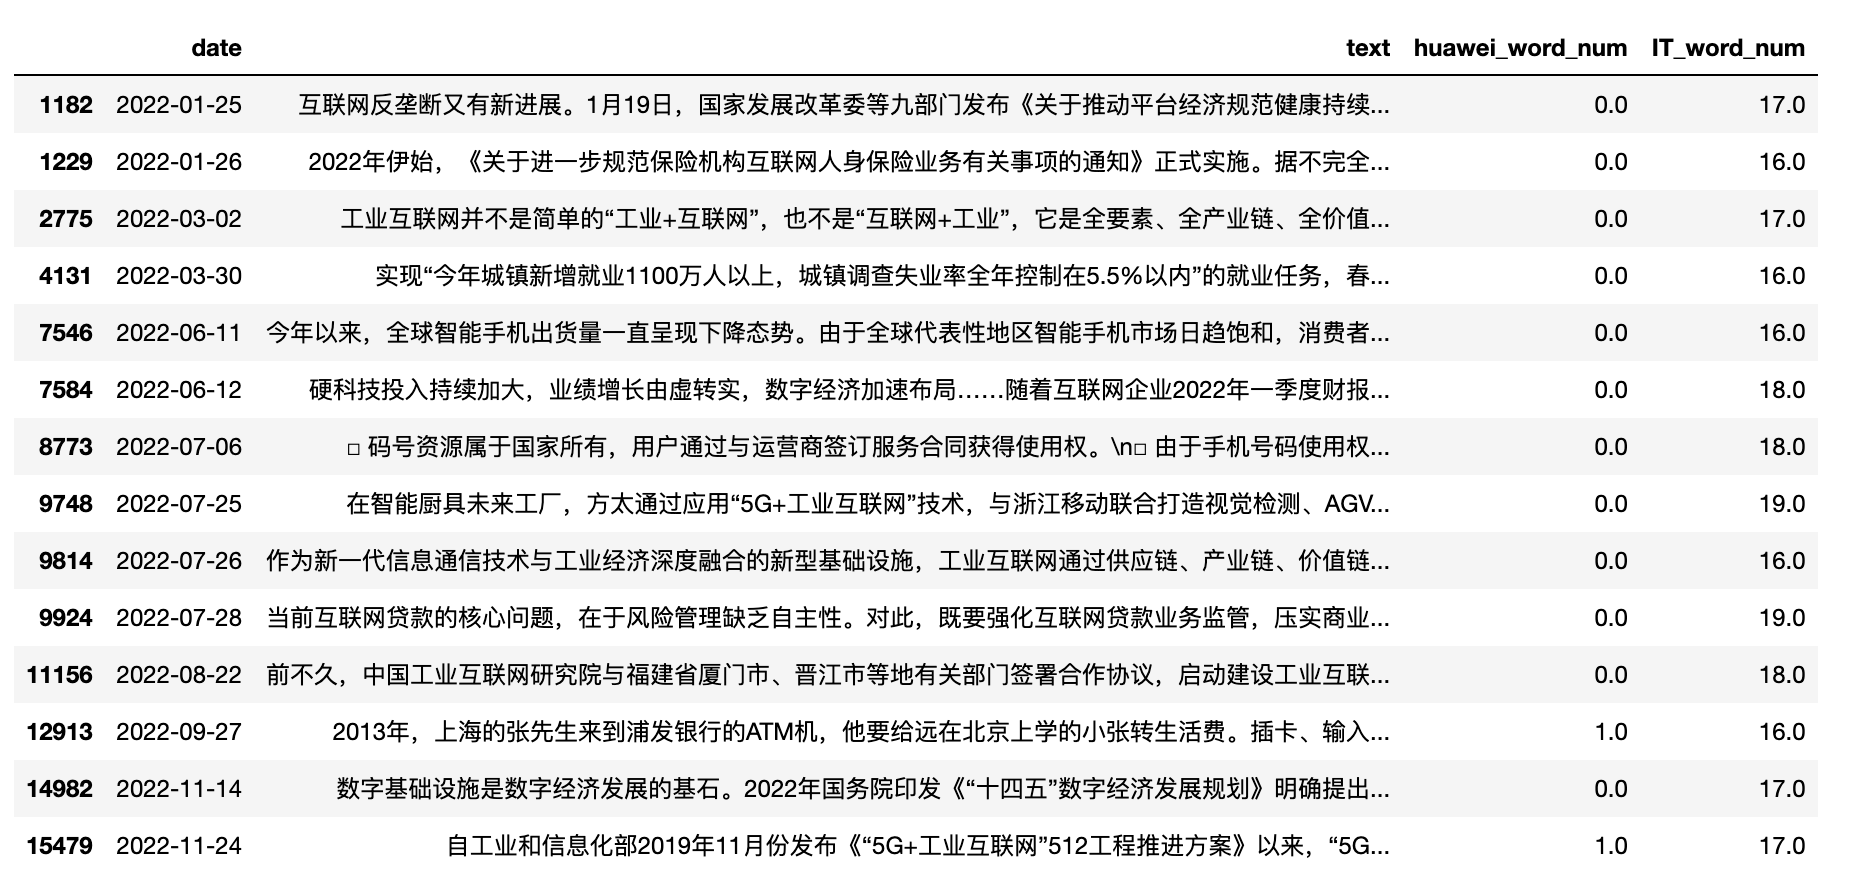 date text huawei_word_num IT_word_num
1182 2022-01-25 互联网反垄断又有新进展。1月19日，国家发展改革委等九部门发布《关于推动平台经济规范健康持续... 0.0 17.0
1229 2022-01-26 2022年伊始，《关于进一步规范保险机构互联网人身保险业务有关事项的通知》正式实施。据不完全... 0.0 16.0
2775 2022-03-02 工业互联网并不是简单的“工业+互联网”，也不是“互联网+工业”，它是全要素、全产业链、全价值... 0.0 17.0
4131 2022-03-30 实现“今年城镇新增就业1100万人以上，城镇调查失业率全年控制在5.5%以内”的就业任务，春... 0.0 16.0
7546 2022-06-11 今年以来，全球智能手机出货量一直呈现下降态势。由于全球代表性地区智能手机市场日趋饱和，消费者... 0.0 16.0
7584 2022-06-12 硬科技投入持续加大，业绩增长由虚转实，数字经济加速布局……随着互联网企业2022年一季度财报... 0.0 18.0
8773 2022-07-06 □ 码号资源属于国家所有，用户通过与运营商签订服务合同获得使用权。\n□ 由于手机号码使用权... 0.0 18.0
9748 2022-07-25 在智能厨具未来工厂，方太通过应用“5G+工业互联网”技术，与浙江移动联合打造视觉检测、AGV... 0.0 19.0
9814 2022-07-26 作为新一代信息通信技术与工业经济深度融合的新型基础设施，工业互联网通过供应链、产业链、价值链... 0.0 16.0
9924 2022-07-28 当前互联网贷款的核心问题，在于风险管理缺乏自主性。对此，既要强化互联网贷款业务监管，压实商业... 0.0 19.0
11156 2022-08-22 前不久，中国工业互联网研究院与福建省厦门市、晋江市等地有关部门签署合作协议，启动建设工业互联... 0.0 18.0
12913 2022-09-27 2013年，上海的张先生来到浦发银行的ATM机，他要给远在北京上学的小张转生活费。插卡、输入... 1.0 16.0
14982 2022-11-14 数字基础设施是数字经济发展的基石。2022年国务院印发《“十四五”数字经济发展规划》明确提出... 0.0 17.0
15479 2022-11-24 自工业和信息化部2019年11月份发布《“5G+工业互联网”512工程推进方案》以来，“5G... 1.0 17.0